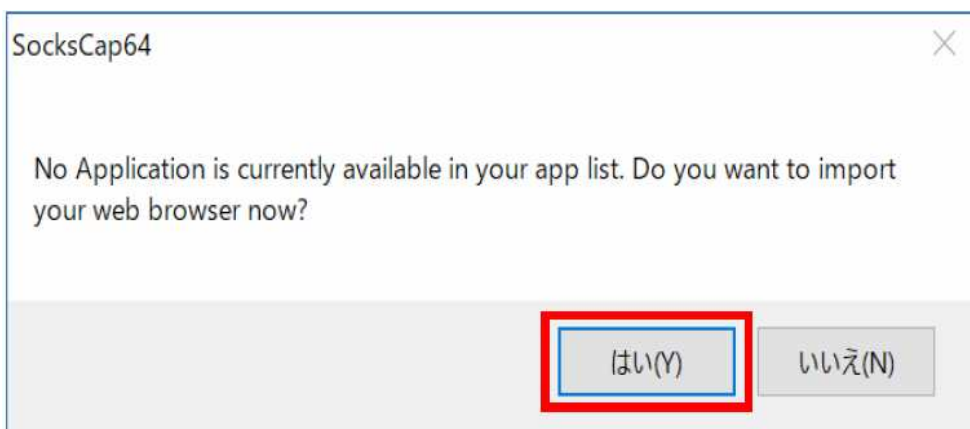 SocksCap64
No Application is currently available in your app list. Do you want to import
your web browser now?
はい(Y)
いいえ(N)